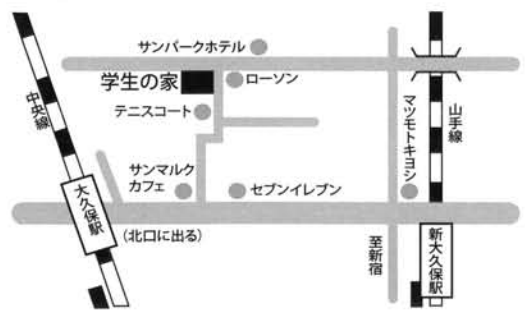 サンパークホテル
学生の家
ローソン
テニスコート
中央線
マツモトキヨシ
山手線
サンマルク
カフェ
セブンイレブン
大久保駅
(北口に出る)
至新宿
新大久保駅